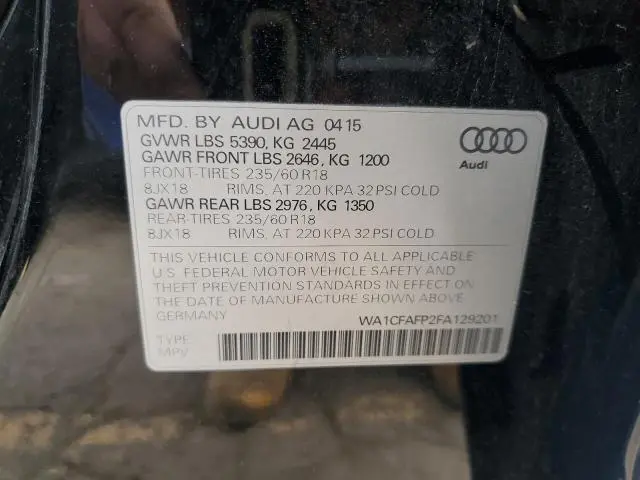 MFD. BY AUDI AG 04 15
GVWR LBS 5390, KG 2445
GAWR FRONT LBS 2646, KG 1200
FRONT-TIRES 235/60 R18
8JX18 RIMS, AT 220 KPA 32 PSI COLD
GAWR REAR LBS 2976, KG 1350
REAR-TIRES 235/60 R18
8JX18 RIMS, AT 220 KPA 32 PSI COLD
Audi
THIS VEHICLE CONFORMS TO ALL APPLICABLE
U.S. FEDERAL MOTOR VEHICLE SAFETY AND
THEFT PREVENTION STANDARDS IN EFFECT ON
THE DATE OF MANUFACTURE SHOWN ABOVE.
GERMANY WA1CFAFP2FA129201
TYPE
MPV